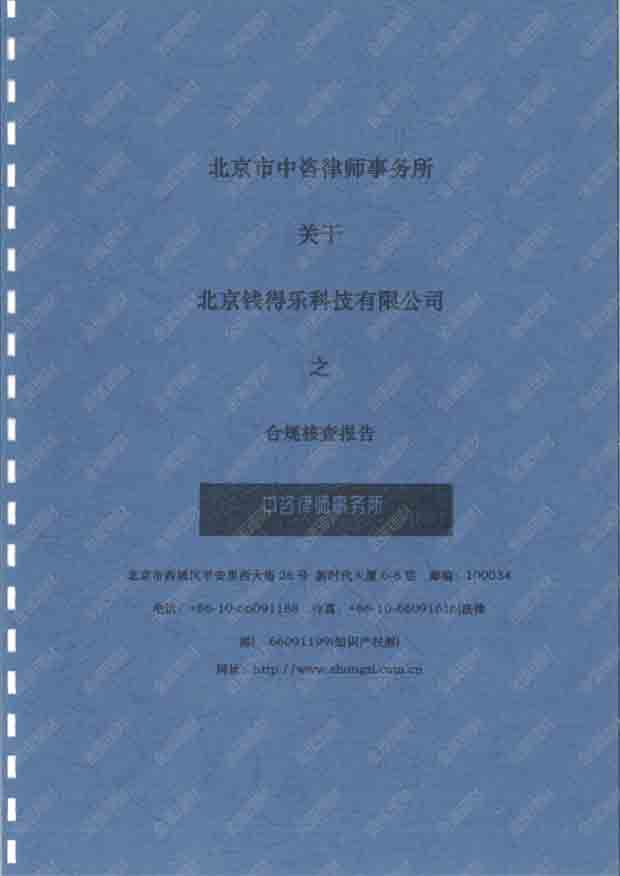 北京市中咨律师事务所
关于
北京钱得乐科技有限公司
之
合规核查报告
中咨律师事务所
北京市西城区平安里西大街 26 号 新时代大厦 6-8 层 邮编：100034
电话：+86-10-66091188 传真：+86-10-66091616(法律
部) 66091199(知识产权部)
网址：http://www.zhongzi.com.cn